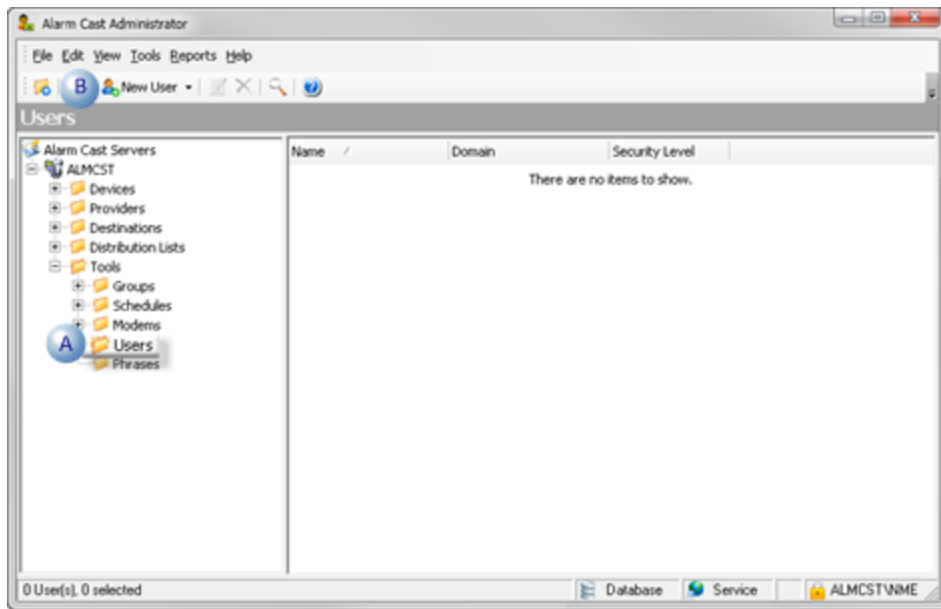 Alarm Cast Administrator
File Edit View Tools Reports Help
B New User
Users
Alarm Cast Servers
ALMCST
Devices
Providers
Destinations
Distribution Lists
Tools
Groups
Schedules
Modems
A Users
Phrases
Name Domain Security Level
There are no items to show.
0 User(s), 0 selected Database Service ALMCST\NME